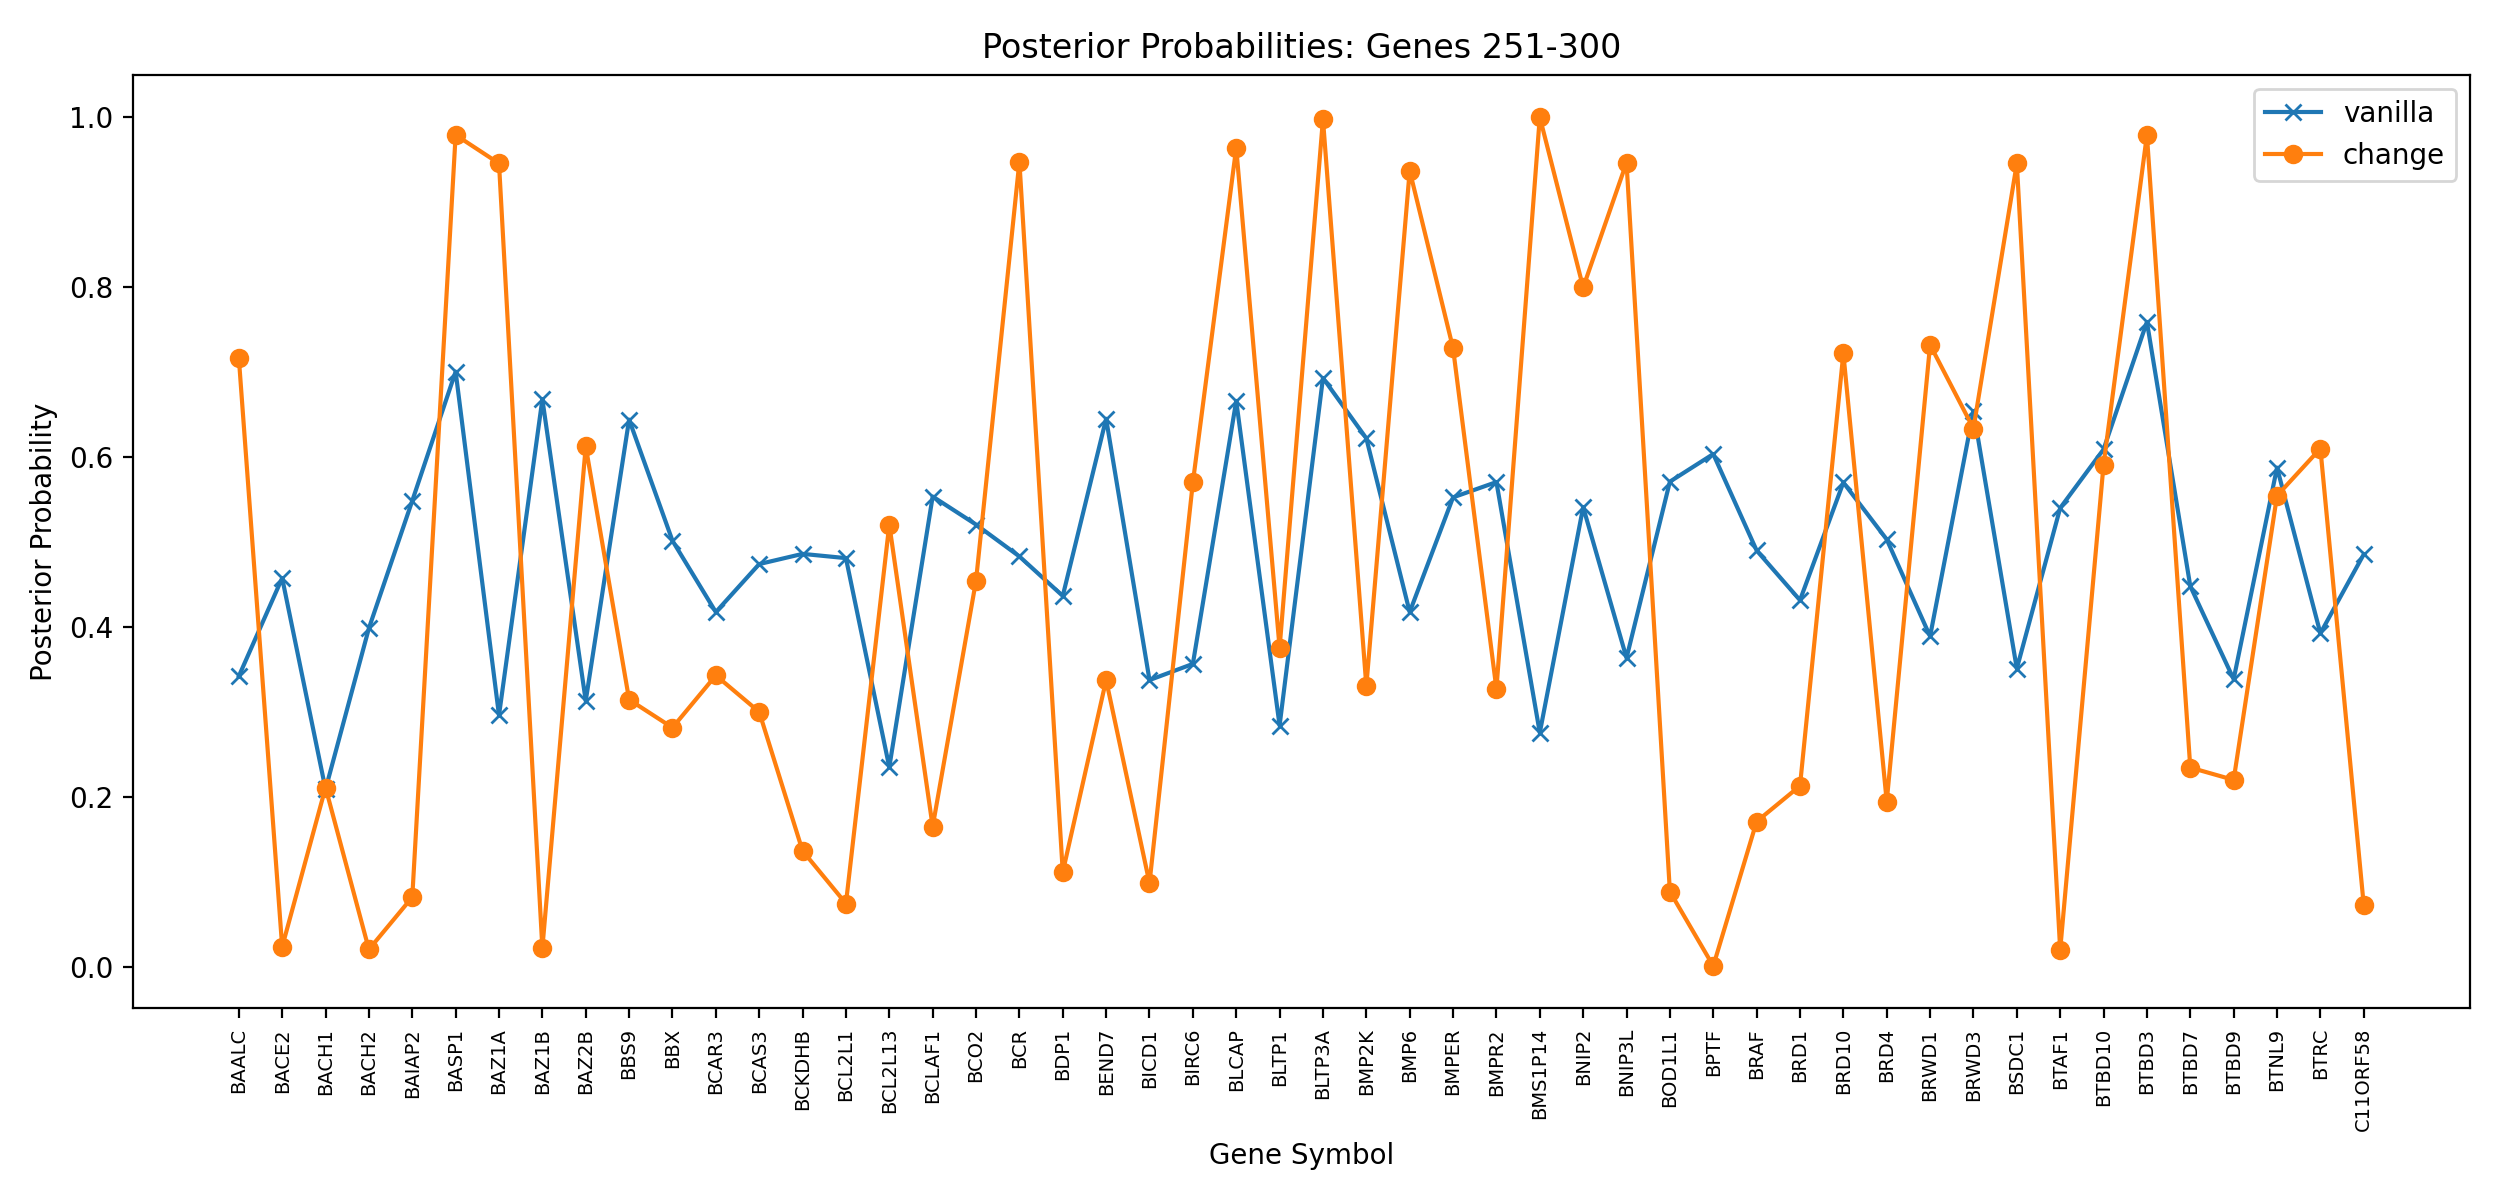 Posterior Probabilities: Genes 251-300
vanilla
change
Posterior Probability
1.0
0.8
0.6
0.4
0.2
0.0
BAALC
BACE2
BACH1
BACH2
BAIAP2
BASP1
BAZ1A
BAZ1B
BAZ2B
BBS9
BBX
BCAR3
BCAS3
BCKDHB
BCL2L1
BCL2L13
BCLAF1
BCO2
BCR
BDP1
BEND7
BICD1
BIRC6
BLCAP
BLTP1
BLTP3A
BMP2K
BMP6
BMPER
BMPR2
BMS1P14
BNIP2
BNIP3L
BOD1L1
BPTF
BRAF
BRD1
BRD10
BRD4
BRWD1
BRWD3
BSDC1
BTAF1
BTBD10
BTBD3
BTBD7
BTBD9
BTNL9
BTRC
C11ORF58
Gene Symbol